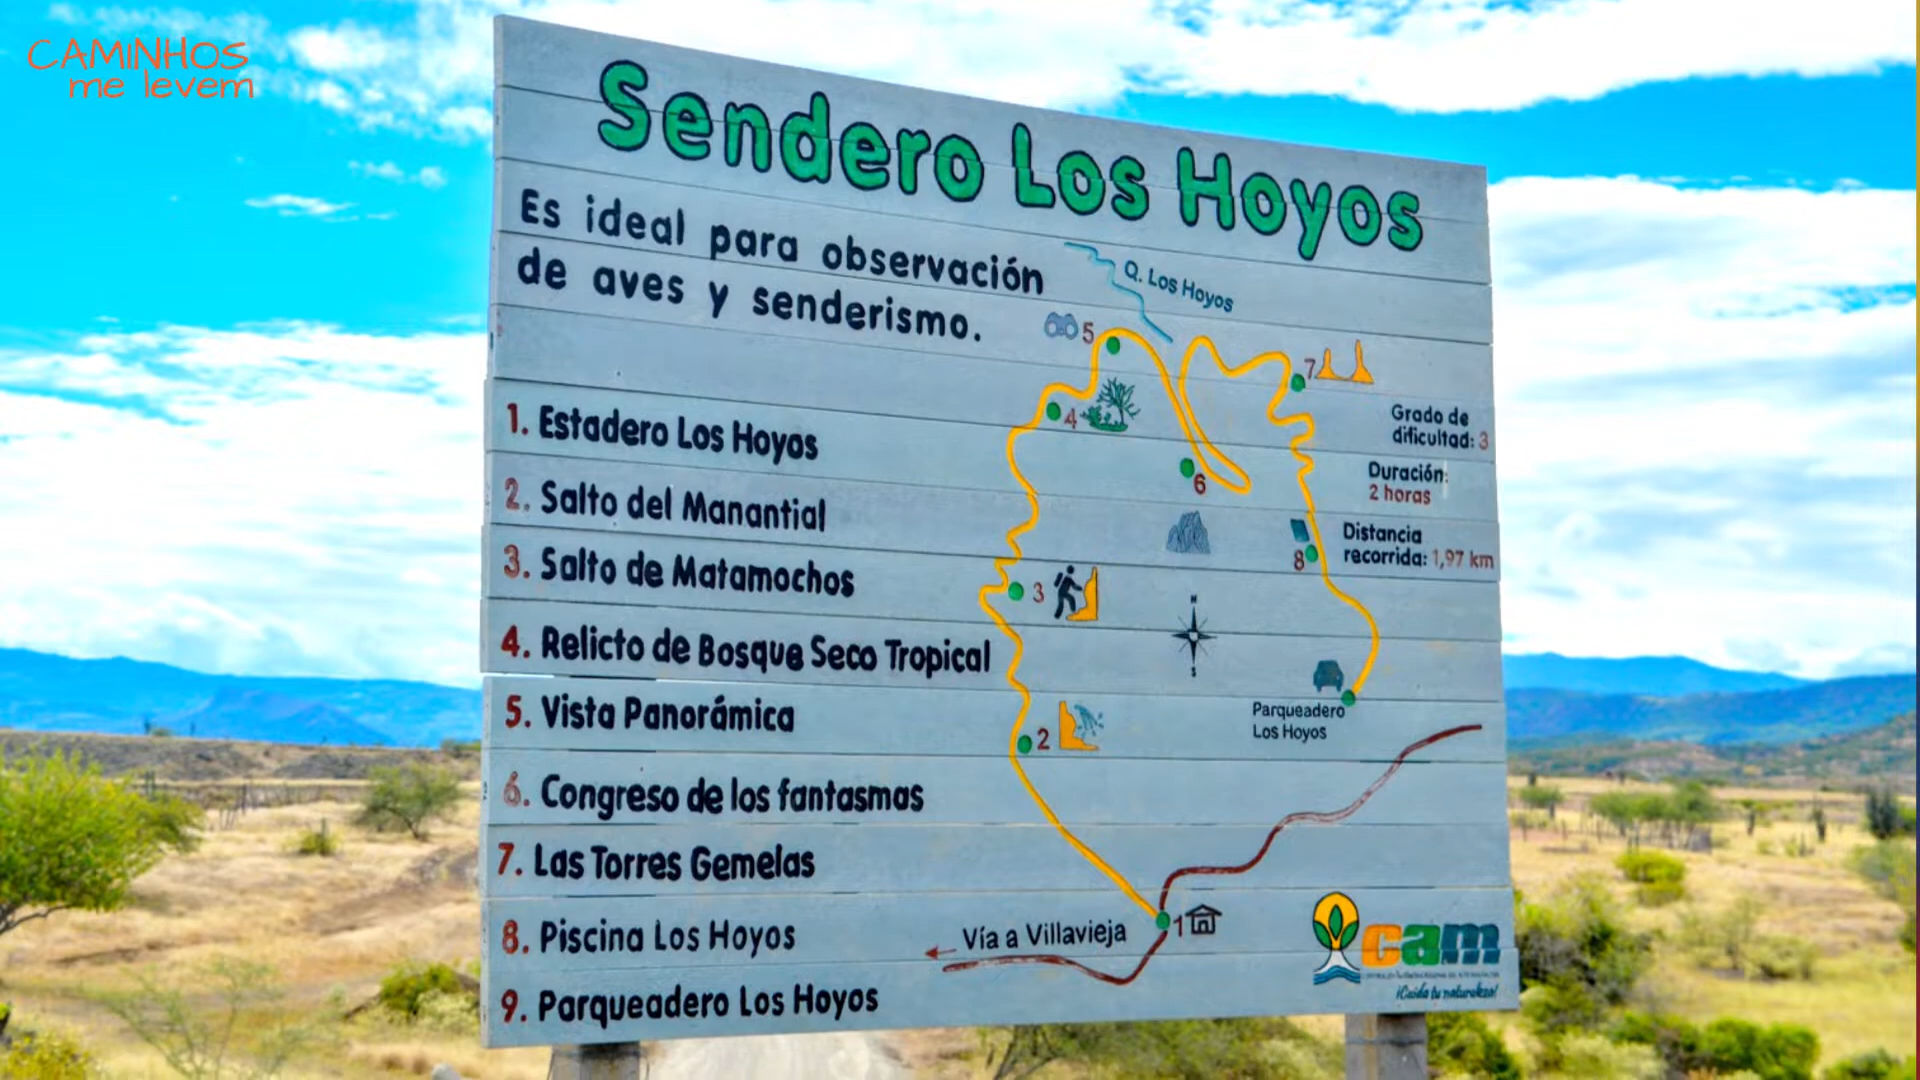 CAMINHOS
me levem
Sendero Los Hoyos
Es ideal para observación
de aves y senderismo.
Q. Los Hoyos
5
7
4
6
Grado de
dificultad: 3
Duración:
2 horas
Distancia
recorrida: 1,97 km
8
3
N
S
2
Parqueadero
Los Hoyos
1. Estadero Los Hoyos
2. Salto del Manantial
3. Salto de Matamochos
4. Relicto de Bosque Seco Tropical
5. Vista Panorámica
6. Congreso de los fantasmas
7. Las Torres Gemelas
8. Piscina Los Hoyos
9. Parqueadero Los Hoyos
Vía a Villavieja
1
cam
¡Cuida tu naturaleza!